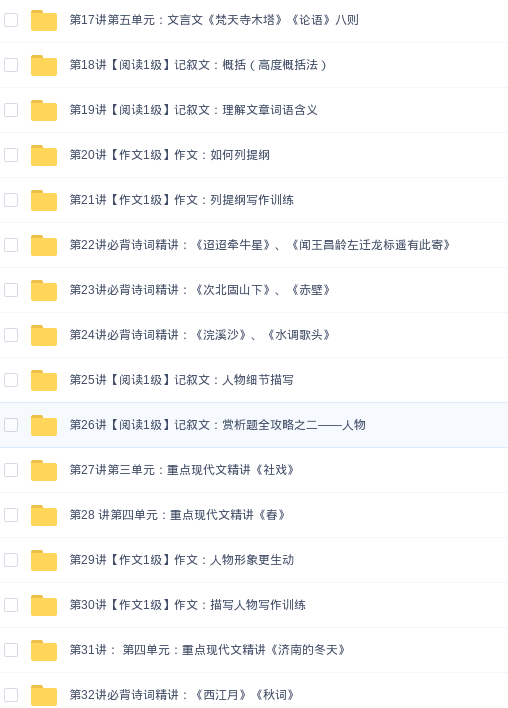 第17讲第五单元：文言文《梵天寺木塔》《论语》八则
第18讲【阅读1级】记叙文：概括（高度概括法）
第19讲【阅读1级】记叙文：理解文章词语含义
第20讲【作文1级】作文：如何列提纲
第21讲【作文1级】作文：列提纲写作训练
第22讲必背诗词精讲：《迢迢牵牛星》、《闻王昌龄左迁龙标遥有此寄》
第23讲必背诗词精讲：《次北固山下》、《赤壁》
第24讲必背诗词精讲：《浣溪沙》、《水调歌头》
第25讲【阅读1级】记叙文：人物细节描写
第26讲【阅读1级】记叙文：赏析题全攻略之二——人物
第27讲第三单元：重点现代文精讲《社戏》
第28 讲第四单元：重点现代文精讲《春》
第29讲【作文1级】作文：人物形象更生动
第30讲【作文1级】作文：描写人物写作训练
第31讲： 第四单元：重点现代文精讲《济南的冬天》
第32讲必背诗词精讲：《西江月》《秋词》